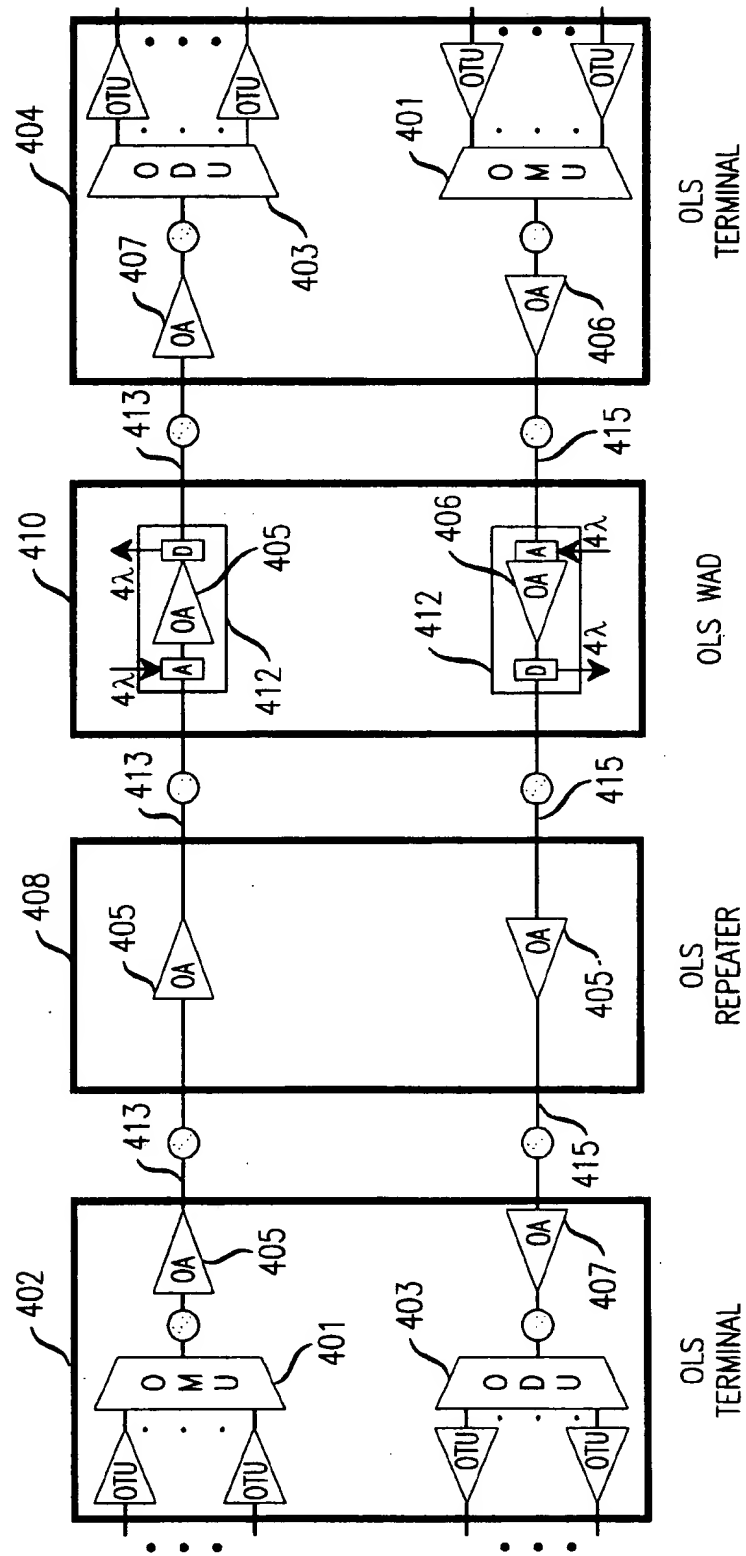 402
OTU
OTU
O
M
U
401
OA
405
OTU
OTU
O
D
U
403
OA
407
OLS
TERMINAL
413
415
408
405
OA
OA
405
OLS
REPEATER
413
415
410
4λ
4λ
A
OA
D
405
412
412
406
D
OA
A
4λ
4λ
OLS WAD
413
415
404
407
OA
O
D
U
403
OTU
OTU
OA
406
O
M
U
401
OTU
OTU
OLS
TERMINAL